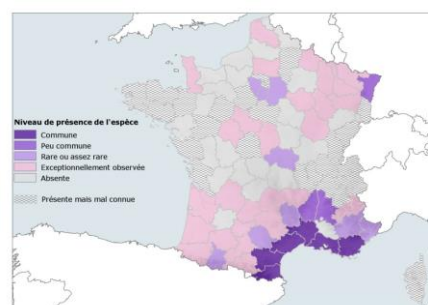 Niveau de présence de l'espèce
Commune
Peu commune
Rare ou assez rare
Exceptionnellement observée
Absente
Présente mais mal connue